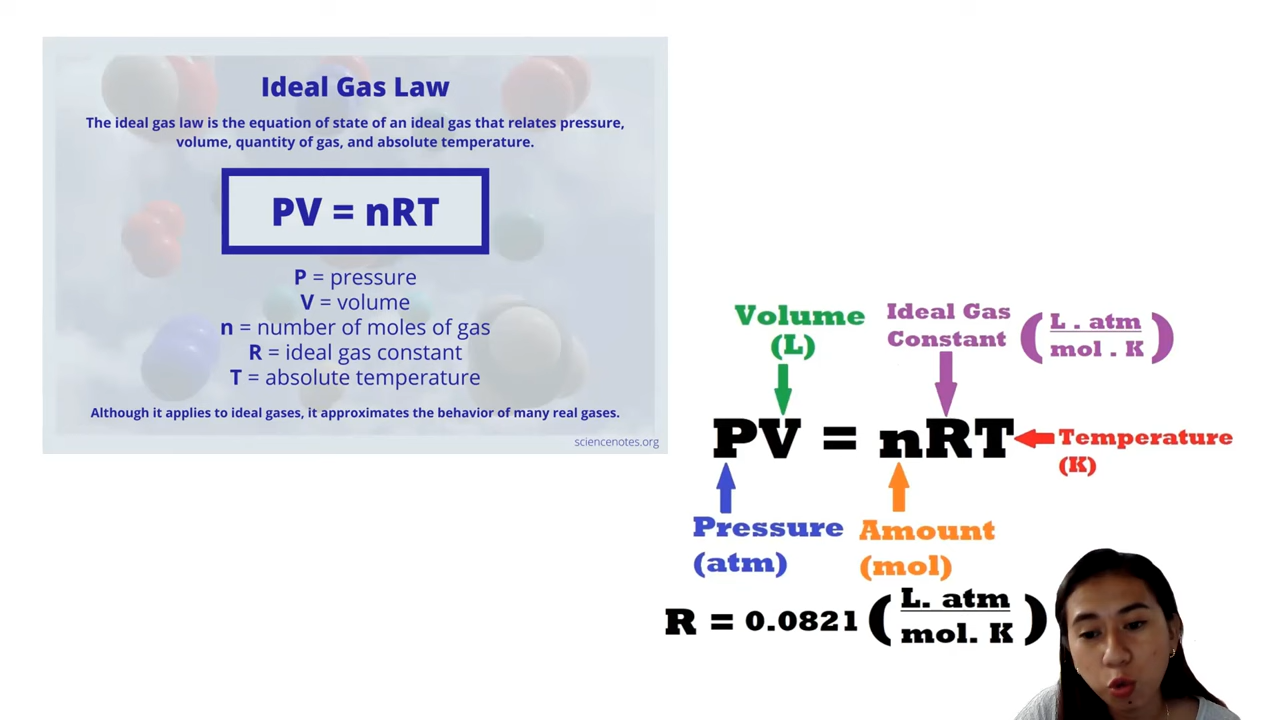 Ideal Gas Law
The ideal gas law is the equation of state of an ideal gas that relates pressure,
volume, quantity of gas, and absolute temperature.
PV = nRT
P = pressure
V = volume
n = number of moles of gas
R = ideal gas constant
T = absolute temperature
Although it applies to ideal gases, it approximates the behavior of many real gases.
sciencenotes.org
Volume
(L)
Ideal Gas
Constant
( L . atm
mol . K )
PV = nRT
Temperature
(K)
Pressure
(atm)
Amount
(mol)
R = 0.0821 ( L. atm
mol. K )